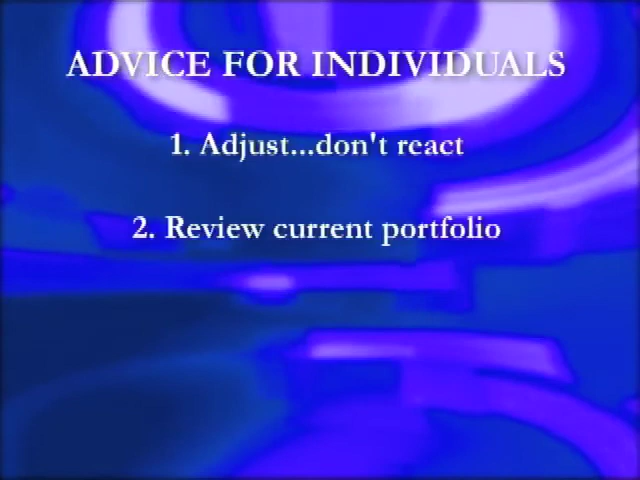 ADVICE FOR INDIVIDUALS
1. Adjust...don't react
2. Review current portfolio